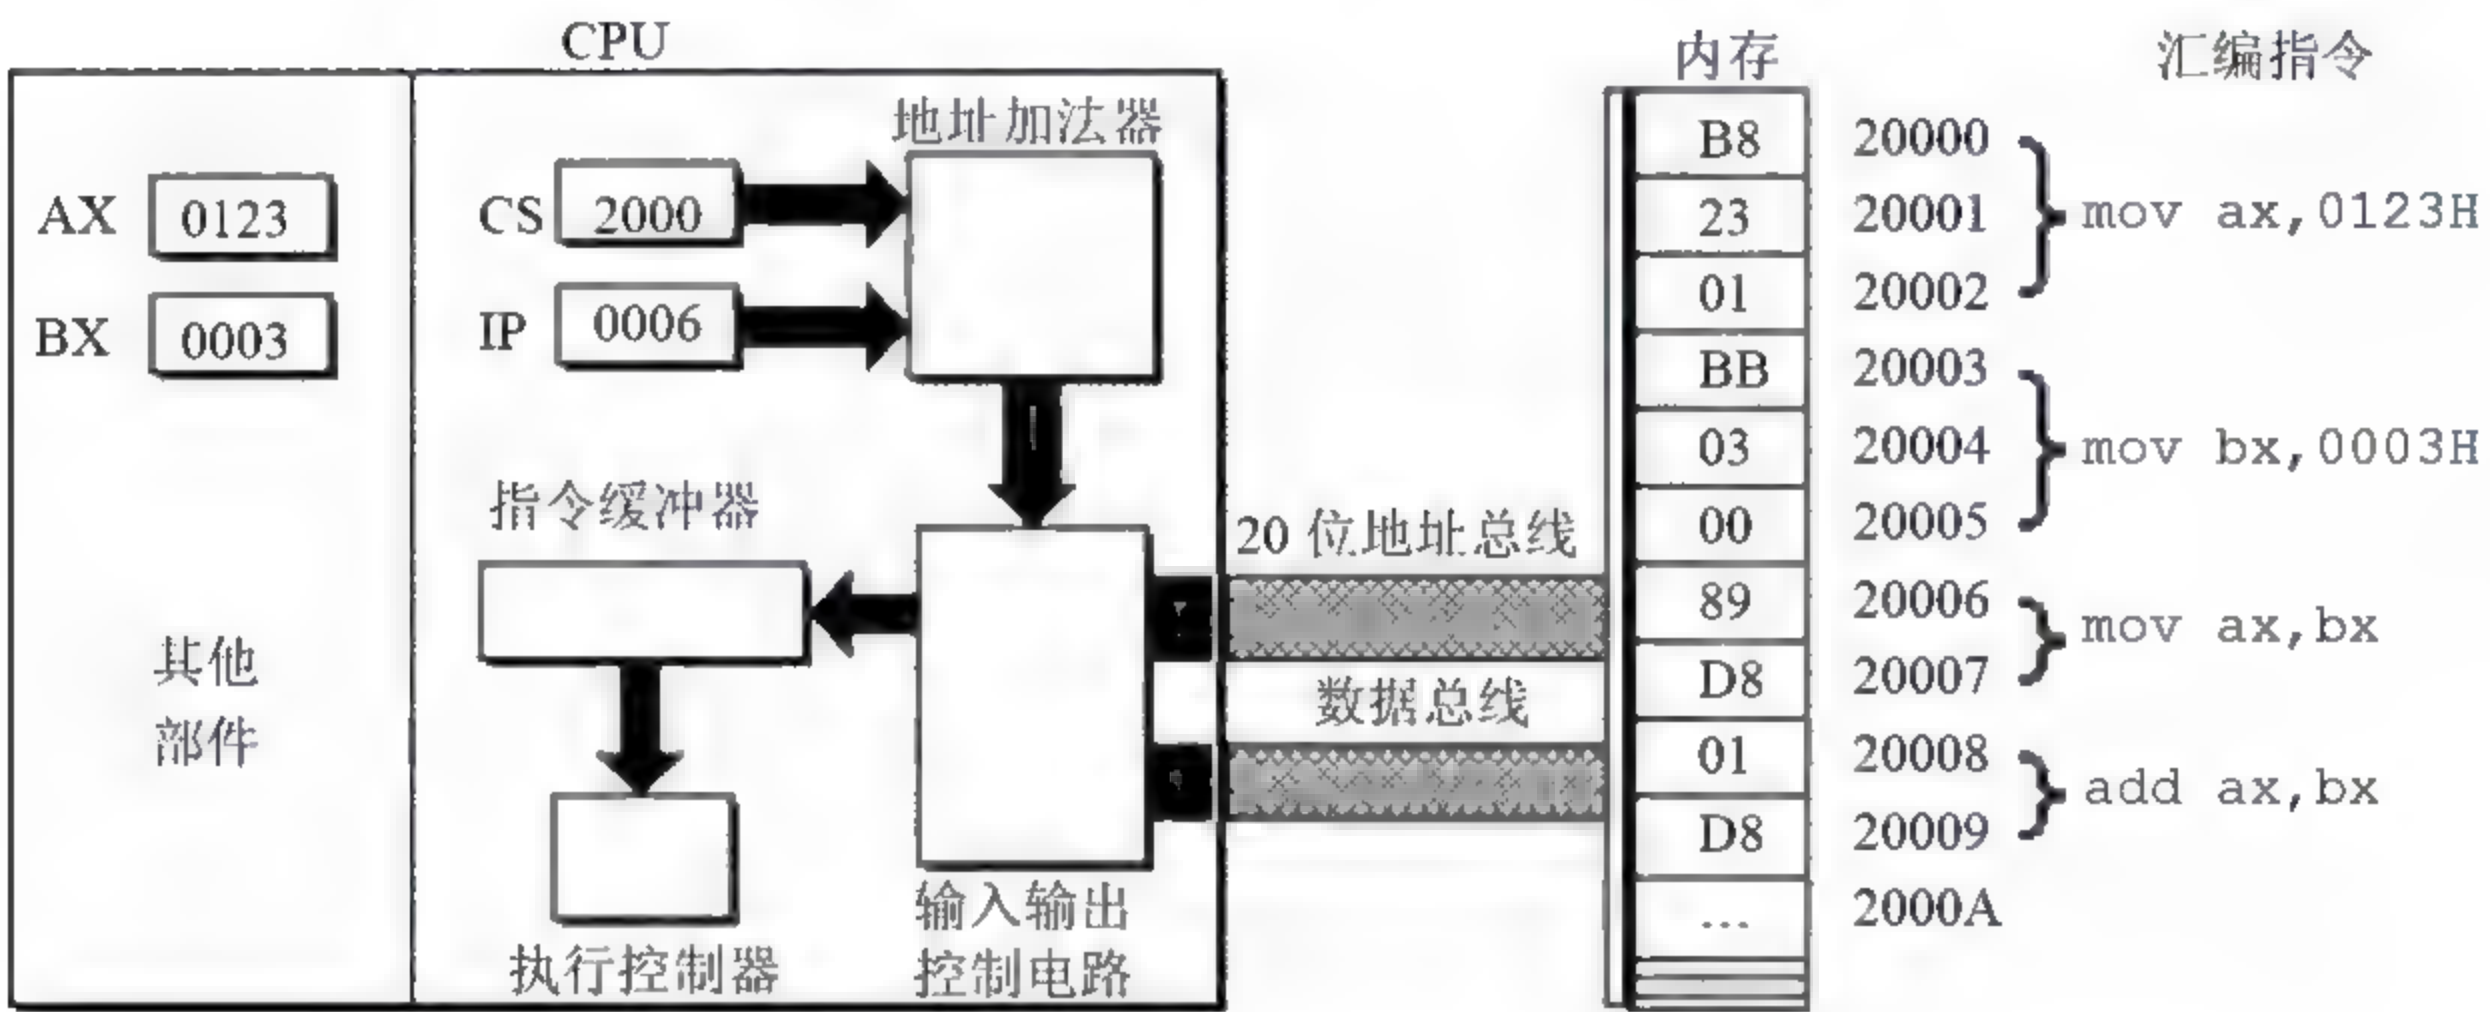 CPU
内存
汇编指令
地址加法器
AX
0123
BX
0003
CS
2000
IP
0006
指令缓冲器
其他
部件
执行控制器
输入输出
控制电路
20 位地址总线
数据总线
B8
20000
23
20001
mov ax,0123H
01
20002
BB
20003
03
20004
mov bx,0003H
00
20005
89
20006
mov ax,bx
D8
20007
01
20008
add ax,bx
D8
20009
...
2000A